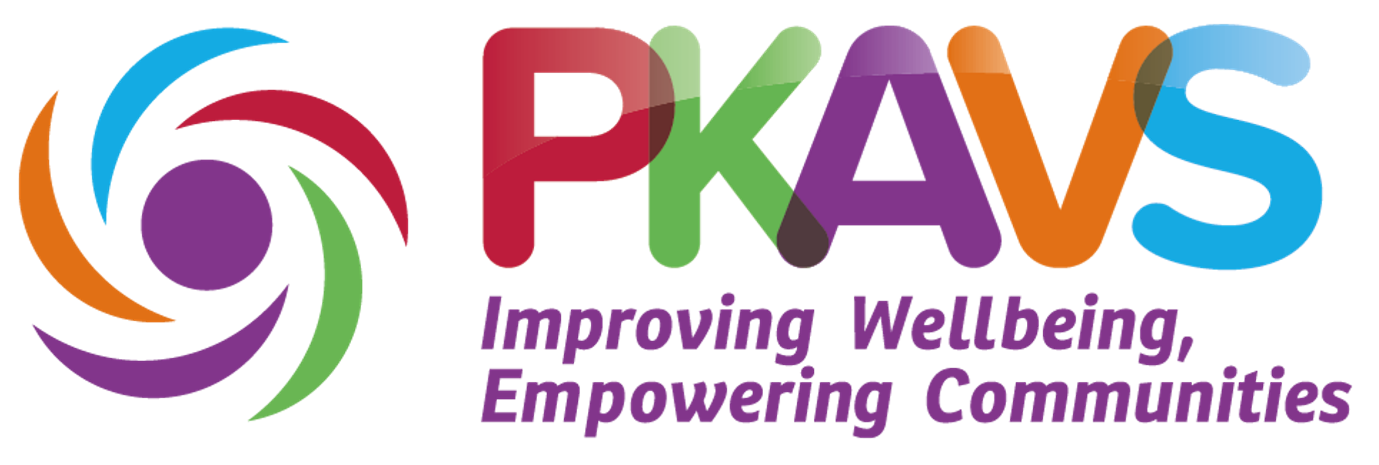 PKAVS
Improving Wellbeing,
Empowering Communities